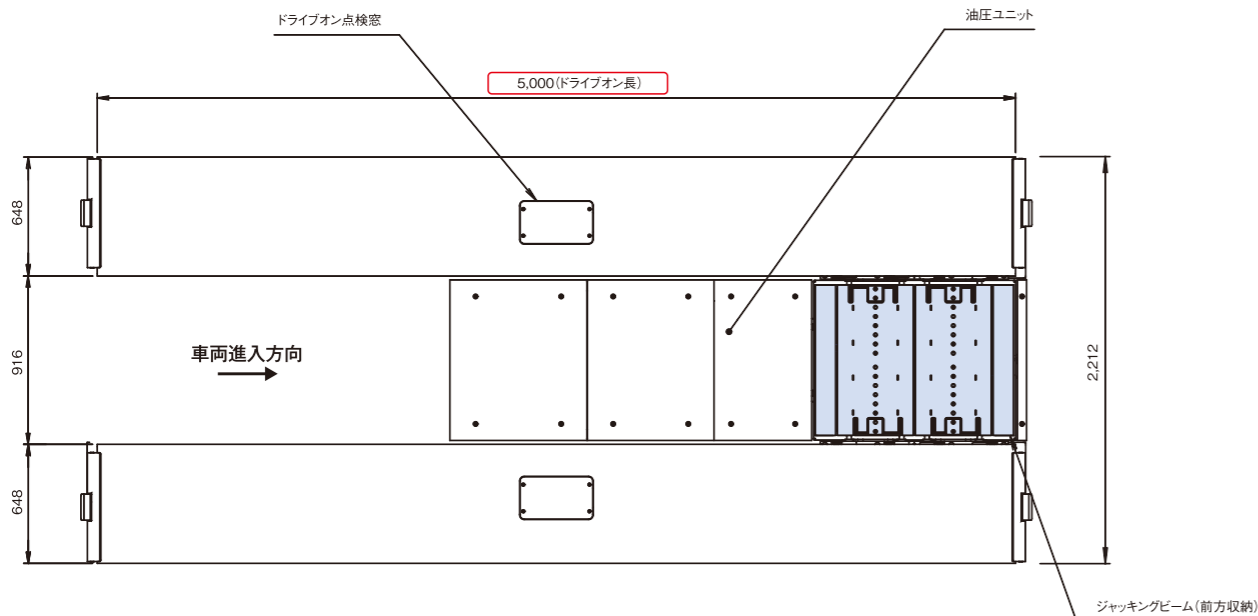 ドライブオン点検窓
油圧ユニット
5,000(ドライブオン長)
648
916
車両進入方向
2,212
648
ジャッキングビーム(前方収納)